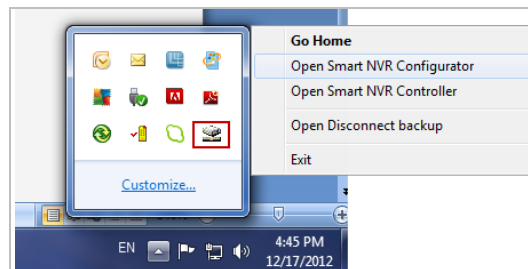 Go Home
Open Smart NVR Configurator
Open Smart NVR Controller
Open Disconnect backup
Exit
Customize...
EN
4:45 PM
12/17/2012